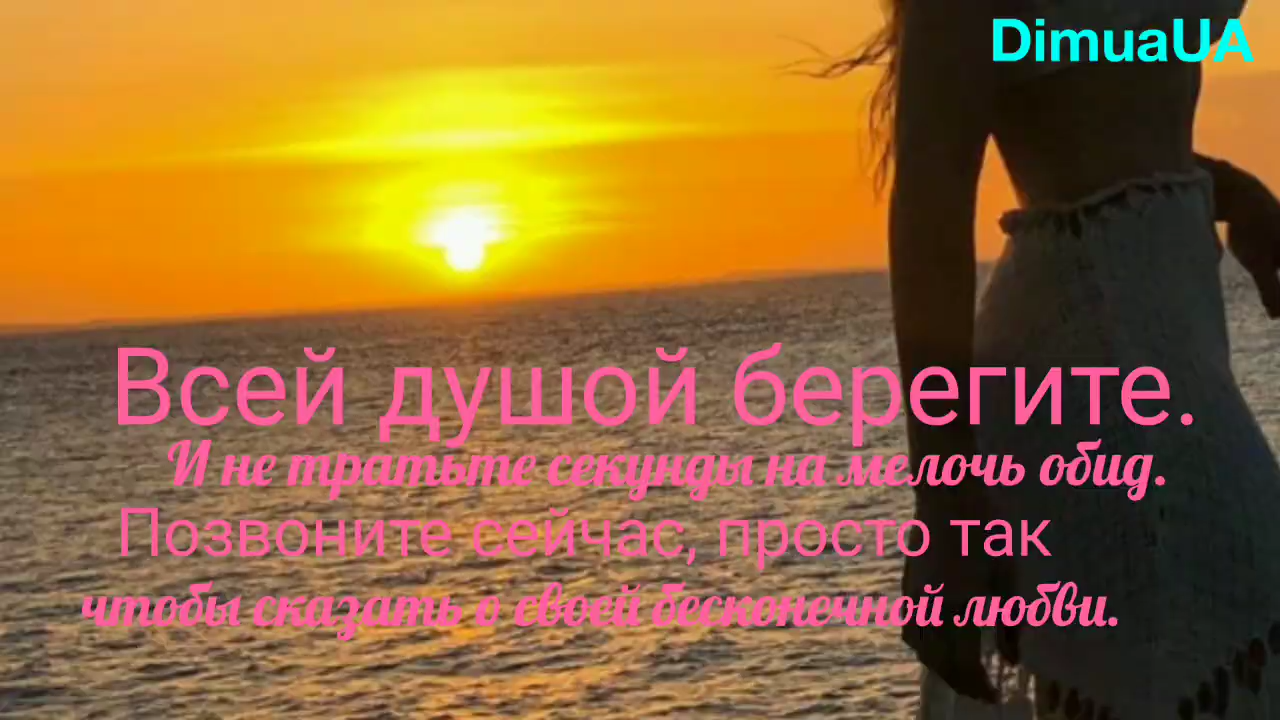 DimuaUA
Всей душой берегите.
И не тратьте секунды на мелочь обид.
Позвоните сейчас, просто так
чтобы сказать о своей бесконечной любви.